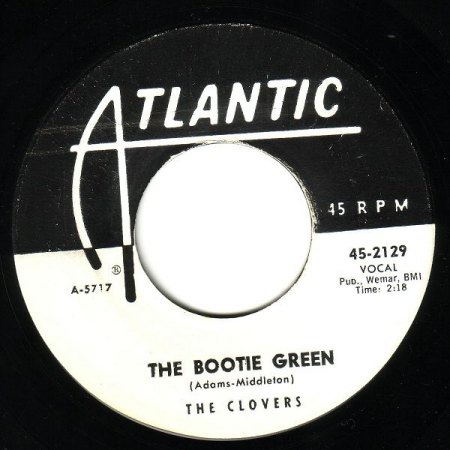 ATLANTIC
45 RPM
®
A-5717
45-2129
VOCAL
Pub., Wemar, BMI
Time: 2:18
THE BOOTIE GREEN
(Adams-Middleton)
THE CLOVERS